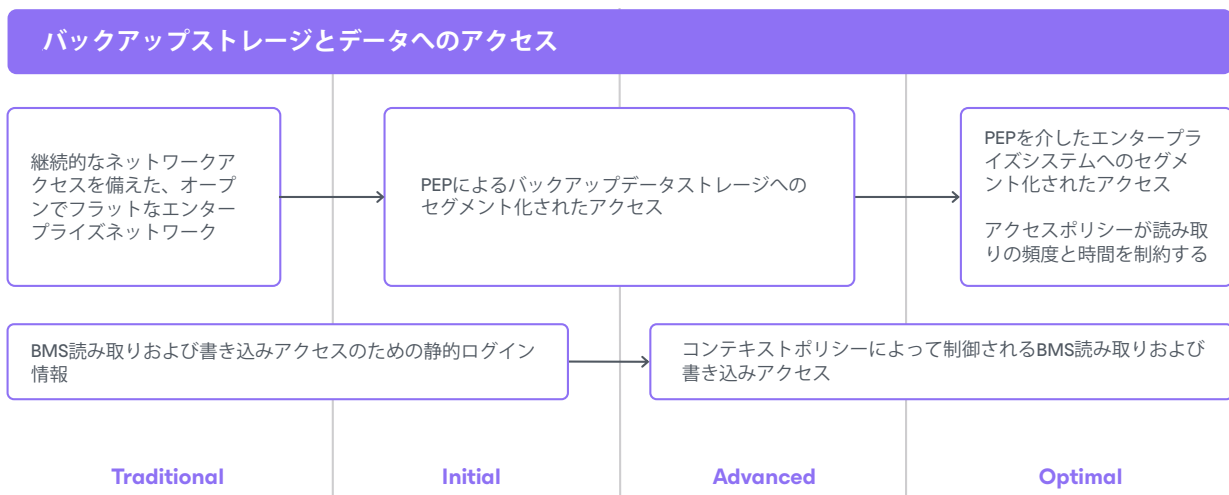 バックアップストレージとデータへのアクセス
継続的なネットワークア
クセスを備えた、オープ
ンでフラットなエンター
プライズネットワーク
PEPによるバックアップデータストレージへの
セグメント化されたアクセス
PEPを介したエンタープラ
イズシステムへのセグメ
ント化されたアクセス
アクセスポリシーが読み取
りの頻度と時間を制約する
BMS読み取りおよび書き込みアクセスのための静的ログイン
情報
コンテキストポリシーによって制御されるBMS読み取りおよび
書き込みアクセス
Traditional
Initial
Advanced
Optimal